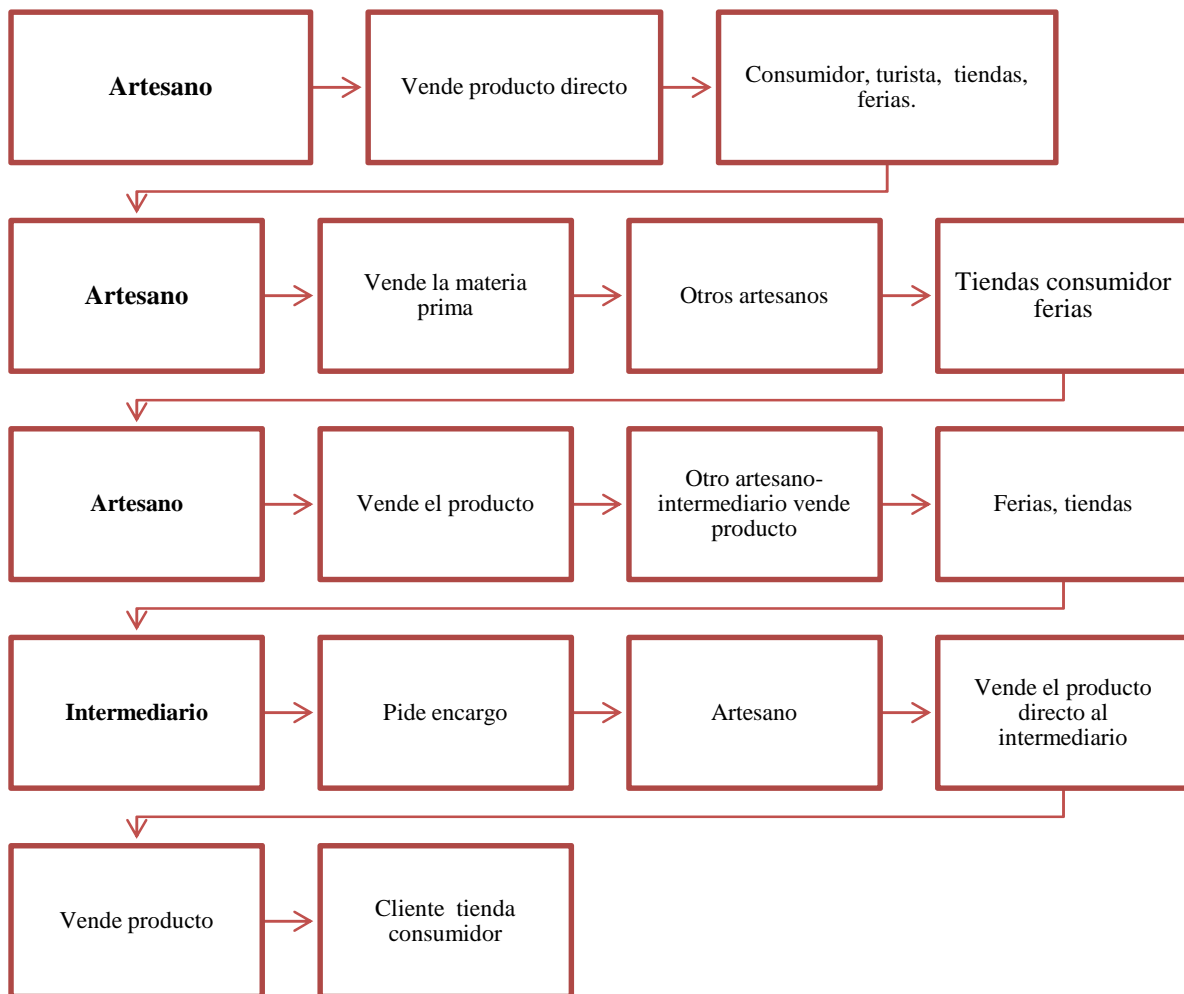 Artesano
Vende producto directo
Consumidor, turista, tiendas,
ferias.
Artesano
Vende la materia
prima
Otros artesanos
Tiendas consumidor
ferias
Artesano
Vende el producto
Otro artesano-
intermediario vende
producto
Ferias, tiendas
Intermediario
Pide encargo
Artesano
Vende el producto
directo al
intermediario
Vende producto
Cliente tienda
consumidor